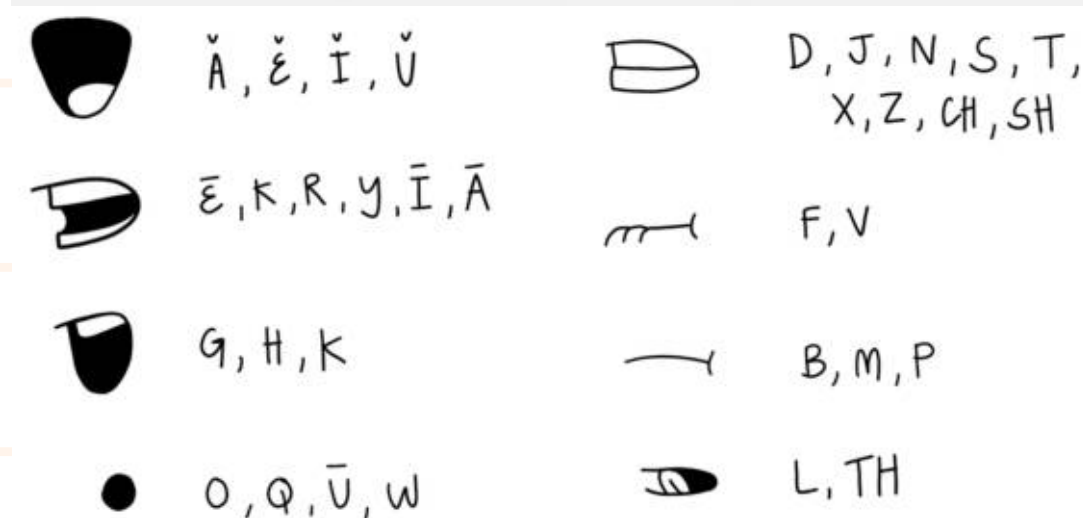 Ă, Ĕ, Ĭ, Ŭ
Ē, K, R, Y, Ī, Ā
G, H, K
O, Q, Ū, W
D, J, N, S, T,
X, Z, CH, SH
F, V
B, M, P
L, TH